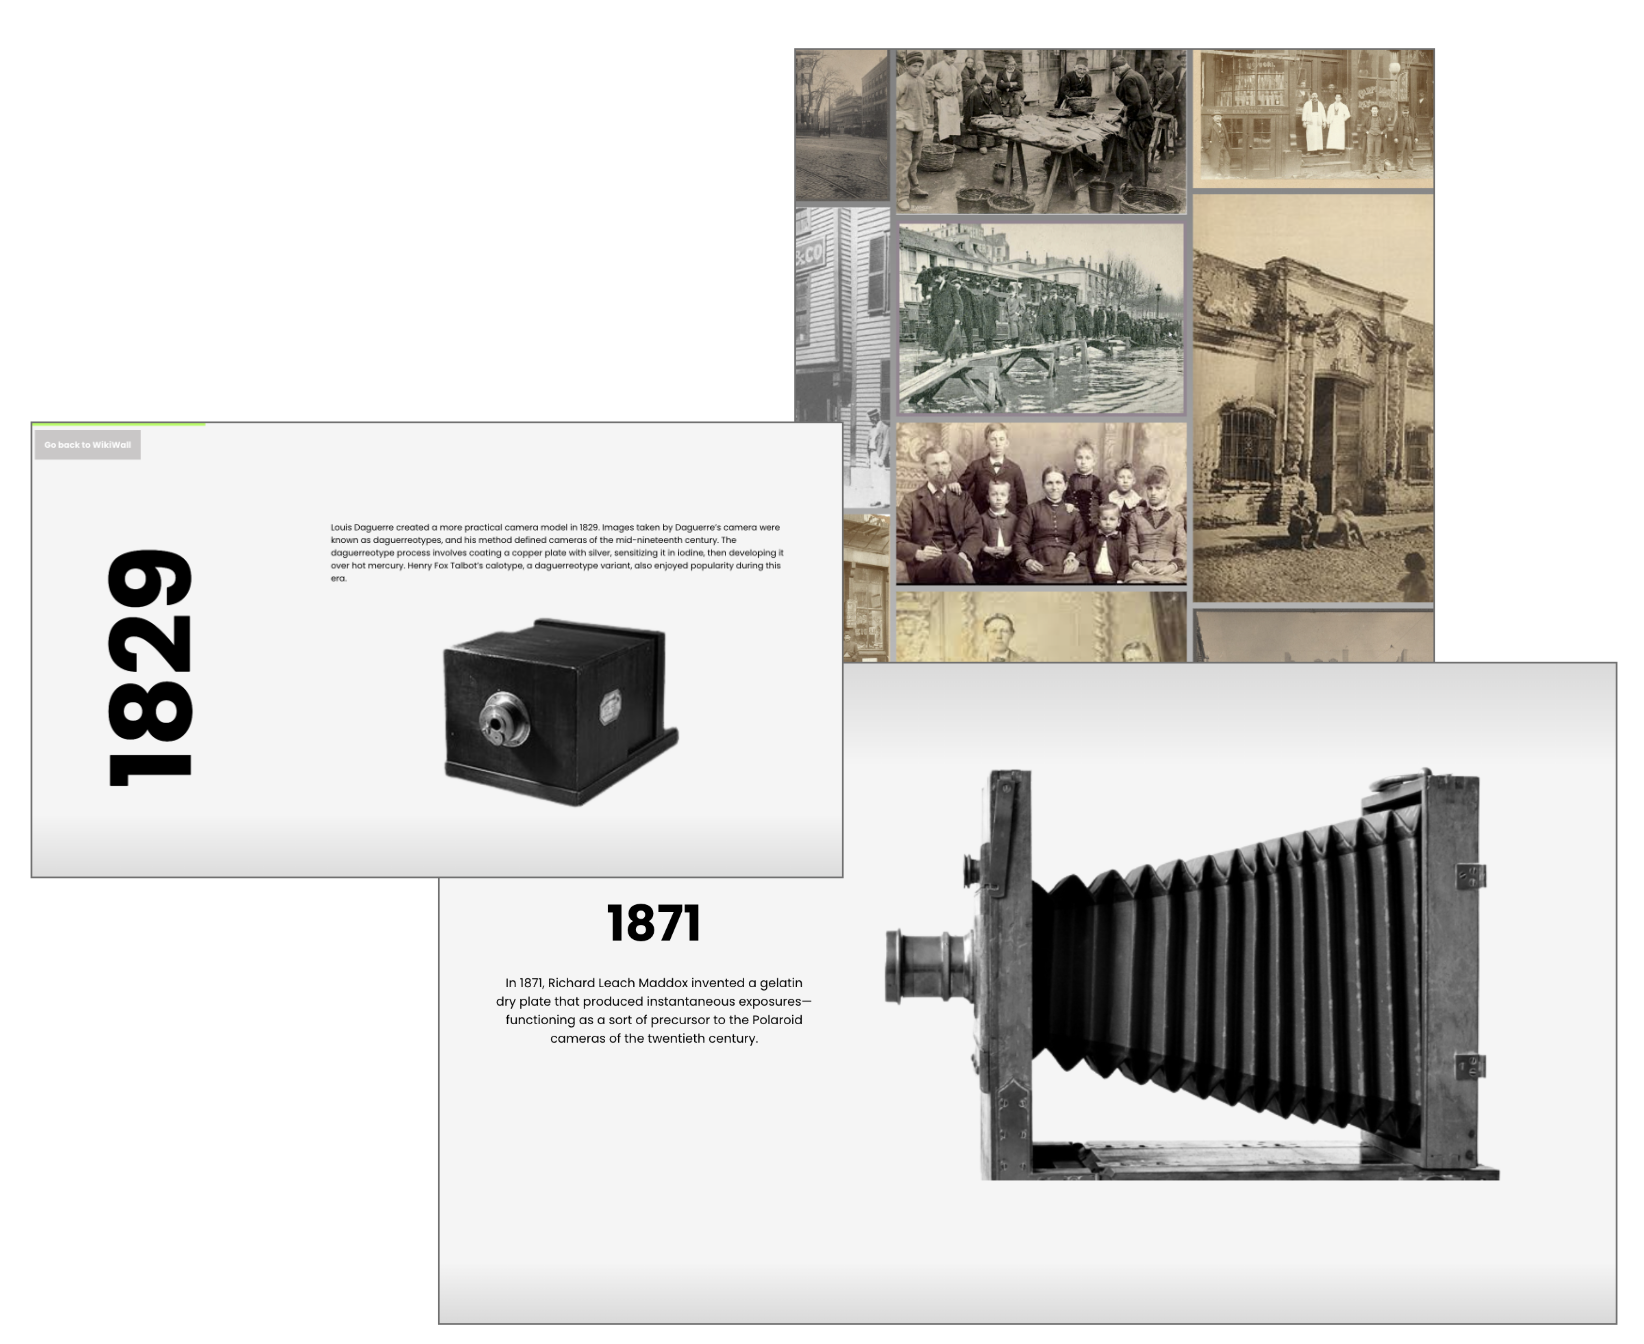 &CO
Go back to WikiWall
1829
Louis Daguerre created a more practical camera model in 1829. Images taken by Daguerre's camera were
known as daguerreotypes, and his method defined cameras of the mid-nineteenth century. The
daguerreotype process involves coating a copper plate with silver, sensitizing it in iodine, then developing it
over hot mercury. Henry Fox Talbot's calotype, a daguerreotype variant, also enjoyed popularity during this
era.
1871
In 1871, Richard Leach Maddox invented a gelatin
dry plate that produced instantaneous exposures—
functioning as a sort of precursor to the Polaroid
cameras of the twentieth century.